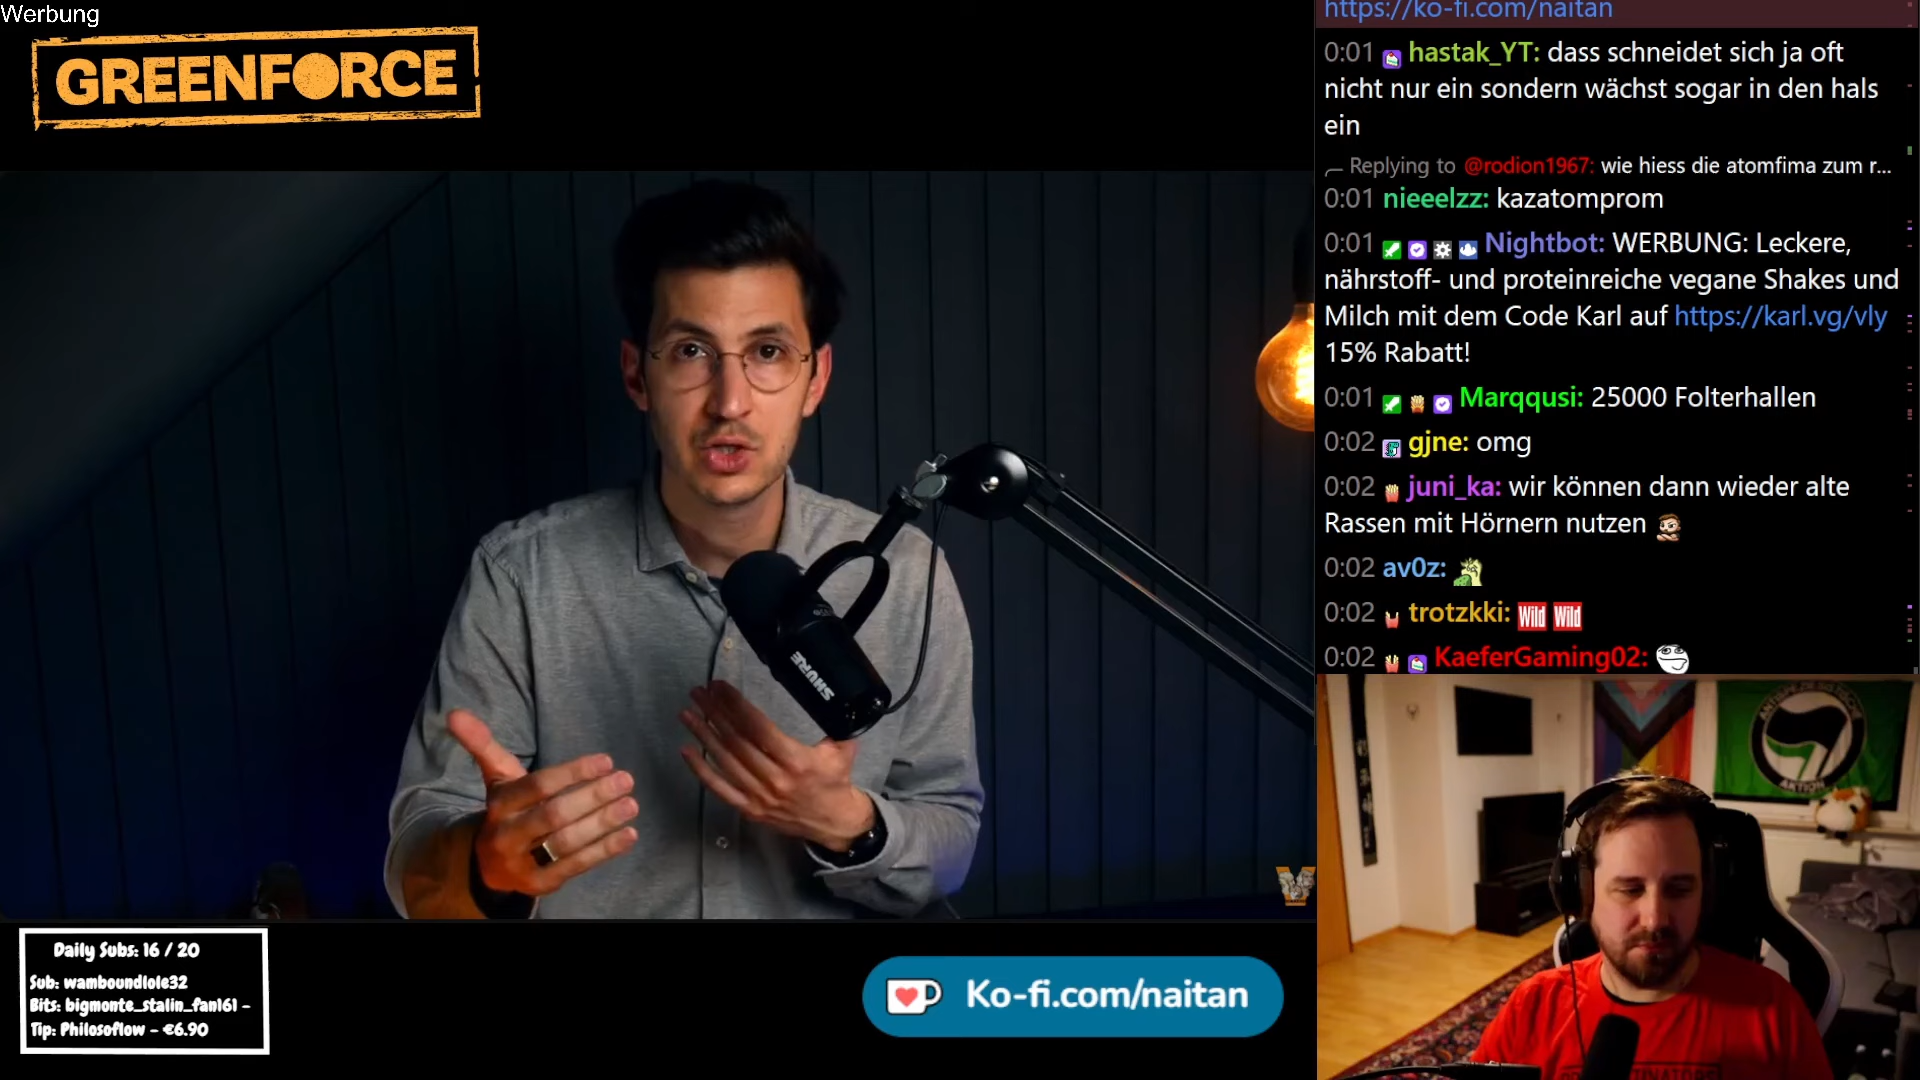 Werbung
GREENFORCE
SHURE
Daily Subs: 16 / 20
Sub: wamboundlole32
Bits: bigmonte_stalin_fan161 -
Tip: Philosoflow - €6.90
Ko-fi.com/naitan
https://ko-fi.com/naitan
0:01 hastak_YT: dass schneidet sich ja oft
nicht nur ein sondern wächst sogar in den hals
ein
Replying to @rodion1967: wie hiess die atomfima zum r...
0:01 nieeelzz: kazatomprom
0:01 Nightbot: WERBUNG: Leckere,
nährstoff- und proteinreiche vegane Shakes und
Milch mit dem Code Karl auf https://karl.vg/vly
15% Rabatt!
0:01 Marqqusi: 25000 Folterhallen
0:02 gjne: omg
0:02 juni_ka: wir können dann wieder alte
Rassen mit Hörnern nutzen
0:02 av0z:
0:02 trotzkki: Wild Wild
0:02 KaeferGaming02:
AKTION